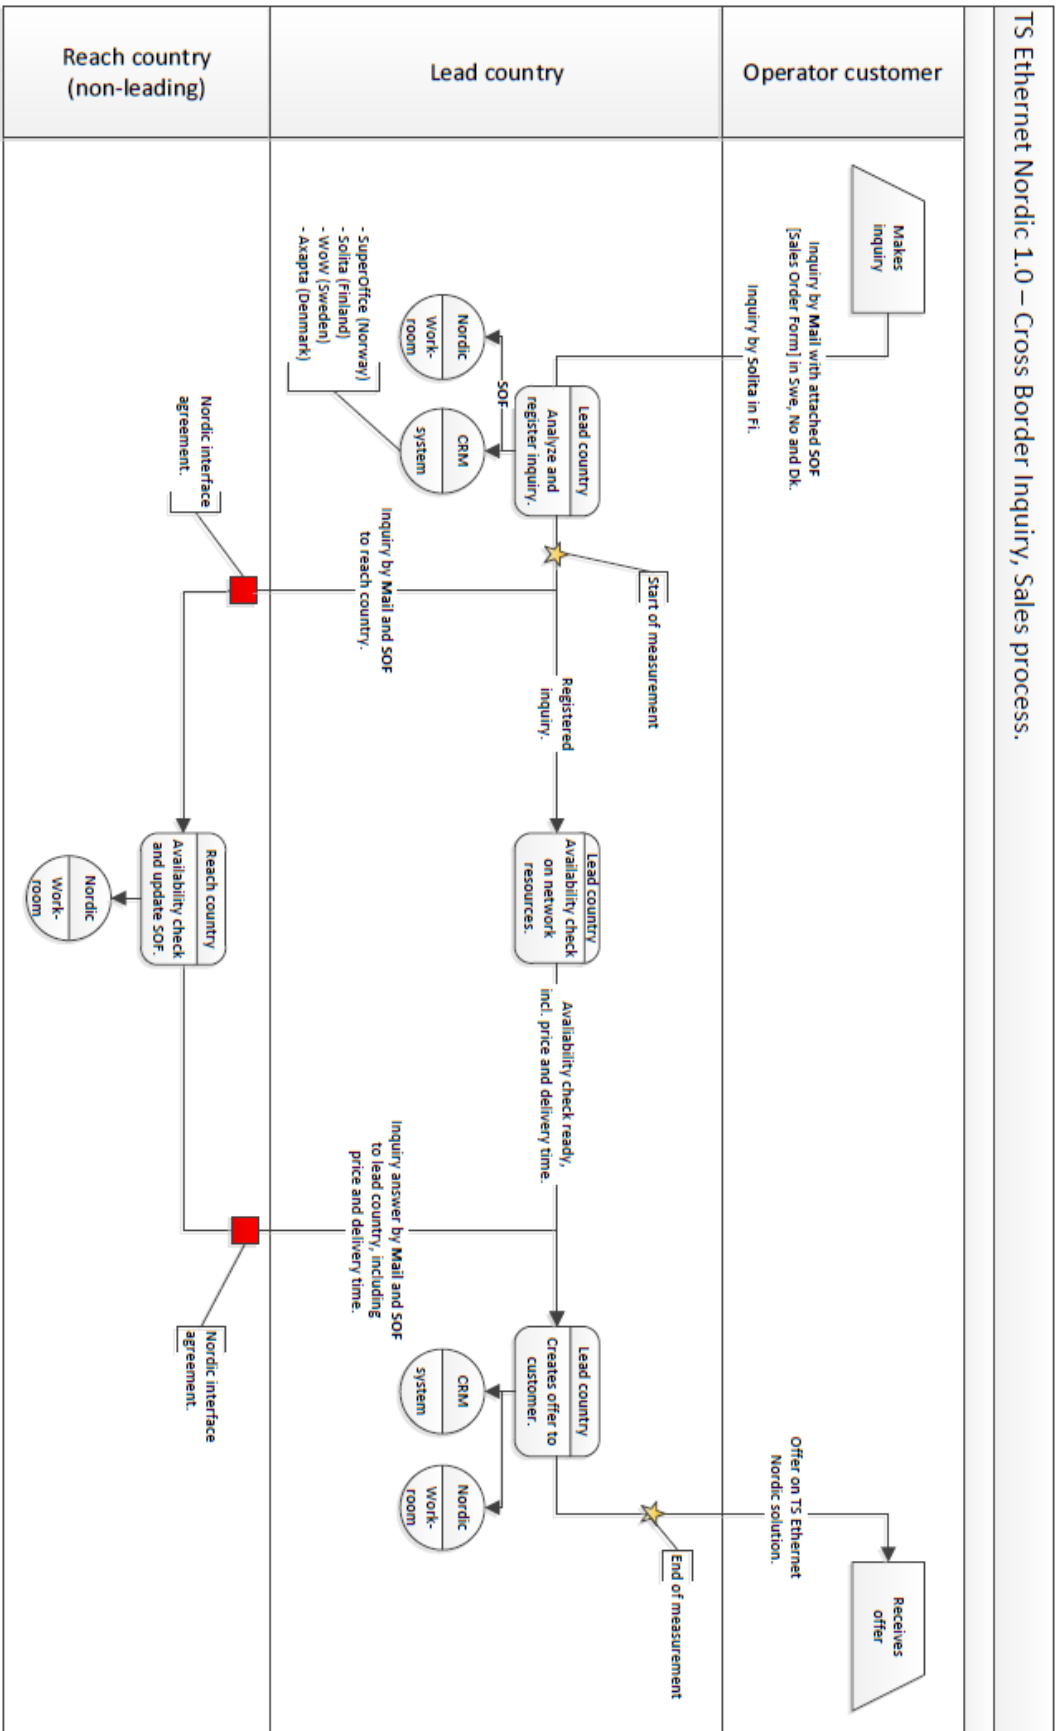 TS Ethernet Nordic 1.0 – Cross Border Inquiry, Sales process.
Operator customer
Makes
inquiry
Inquiry by Mail with attached SOF
[Sales Order Form] in Swe, No and Dk.
Inquiry by Solita in Fi.
Offer on TS Ethernet
Nordic solution.
Receives
offer
Lead country
Lead country
Analyze and
register inquiry.
SOF
Nordic
Work-
room
CRM
system
- SuperOffce (Norway)
- Solita (Finland)
- WoW (Sweden)
- Axapta (Denmark)
Start of measurement
Registered
inquiry.
Inquiry by Mail and SOF
to reach country.
Lead country
Availability check
on network
resources.
Avaliability check ready,
incl. price and delivery time.
Inquiry answer by Mail and SOF
to lead country, including
price and delivery time.
Lead country
Creates offer to
customer.
CRM
system
Nordic
Work-
room
End of measurement
Reach country
(non-leading)
Nordic interface
agreement.
Reach country
Availability check
and update SOF.
Nordic
Work-
room
Nordic interface
agreement.